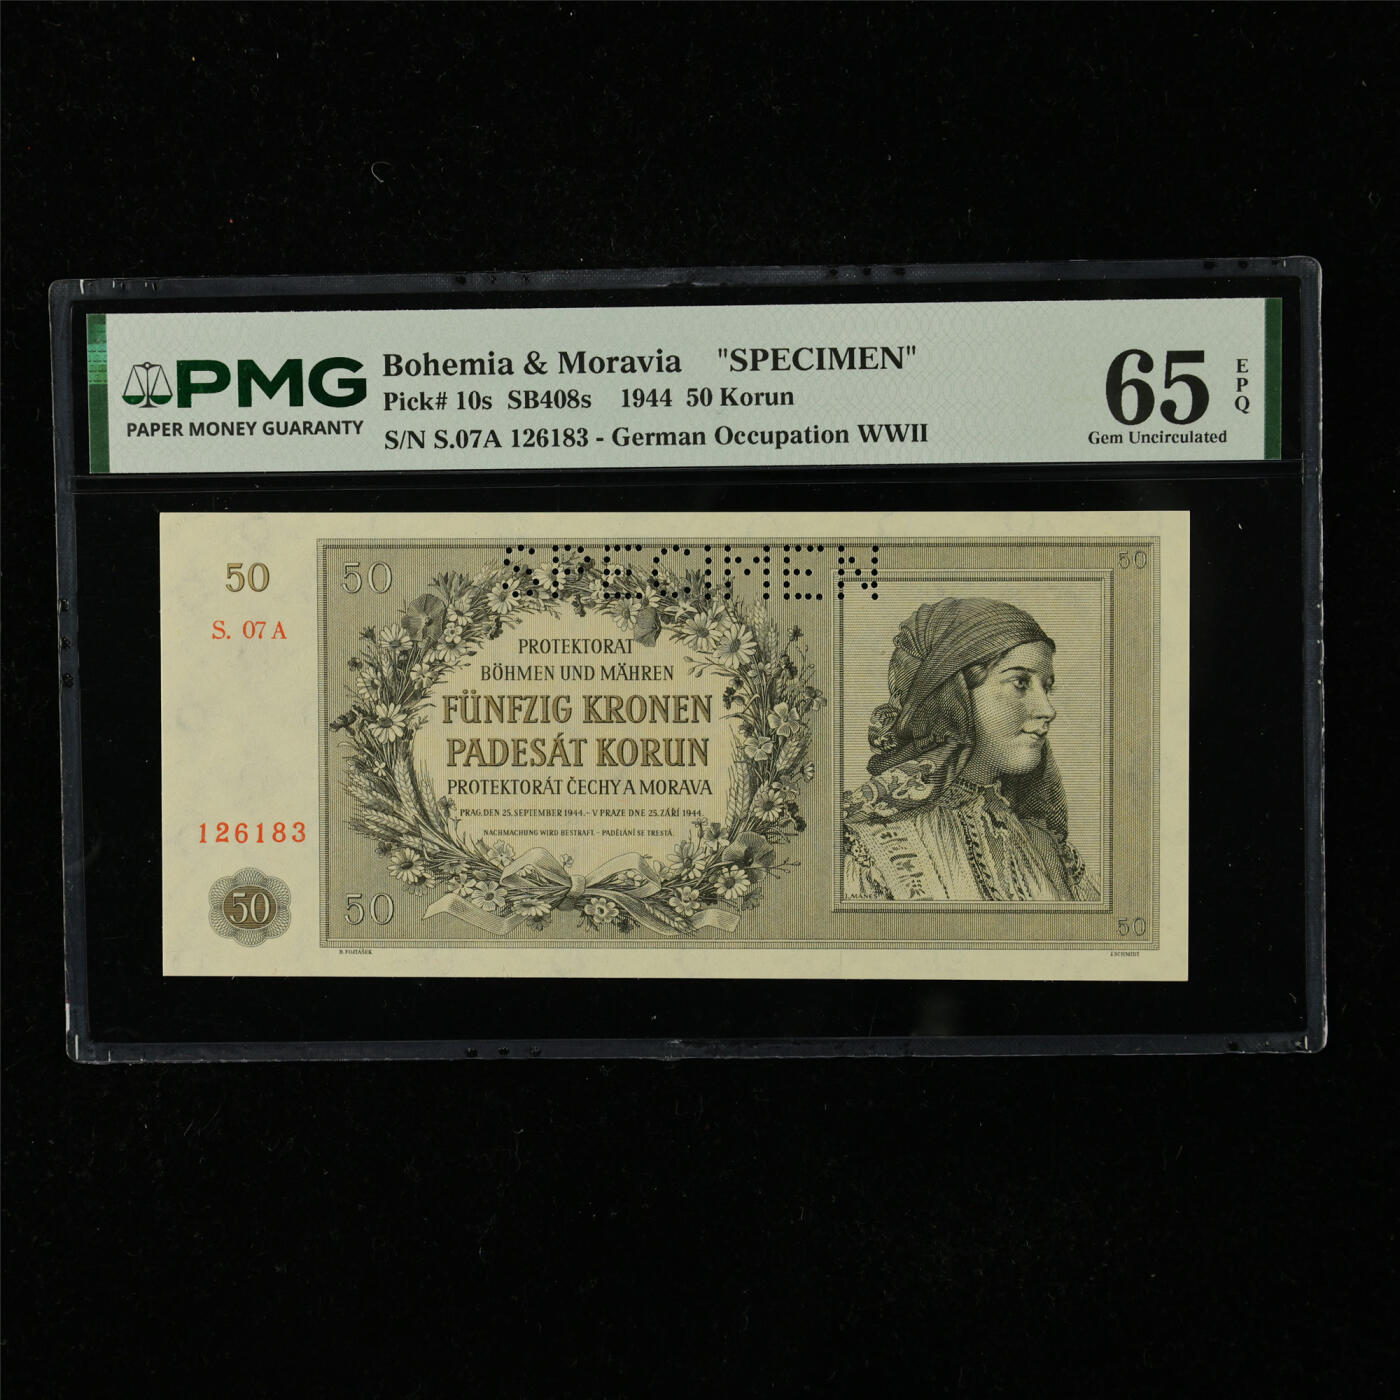 PMG
PAPER MONEY GUARANTY
Bohemia & Moravia "SPECIMEN"
Pick# 10s SB408s 1944 50 Korun
S/N S.07A 126183 - German Occupation WWII
65
Gem Uncirculated
EPQ
SPECIMEN
50
50
50
S. 07 A
PROTEKTORAT
BÖHMEN UND MÄHREN
FÜNFZIG KRONEN
PADESÁT KORUN
PROTEKTORÁT ČECHY A MORAVA
PRAG, DEN 25. SEPTEMBER 1944. - V PRAZE DNE 25. ZÁŘÍ 1944.
NACHMACHUNG WIRD BESTRAFT. - PADĚLÁNÍ SE TRESTÁ.
126183
50
50
50
J. MÁNES
B. FOJTÁŠEK
J. SCHMIDT